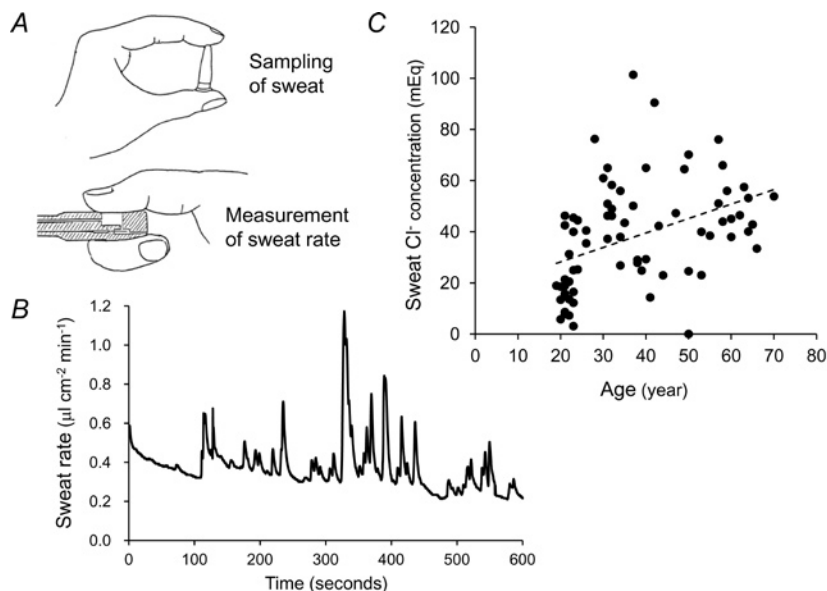 A
Sampling
of sweat
Measurement
of sweat rate
B
Sweat rate (µl cm⁻² min⁻¹)
1.2
1.0
0.8
0.6
0.4
0.2
0.0
0
100
200
300
400
500
600
Time (seconds)
C
Sweat Cl⁻ concentration (mEq)
120
100
80
60
40
20
0
0
10
20
30
40
50
60
70
80
Age (year)